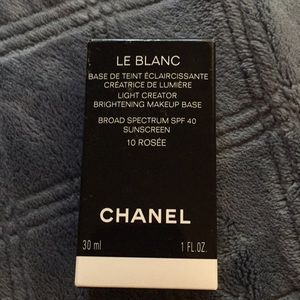 LE BLANC
BASE DE TEINT ÉCLAIRCISSANTE
CRÉATRICE DE LUMIÈRE
LIGHT CREATOR
BRIGHTENING MAKEUP BASE
BROAD SPECTRUM SPF 40
SUNSCREEN
10 ROSÉE
CHANEL
30 ml 1 FL.OZ.